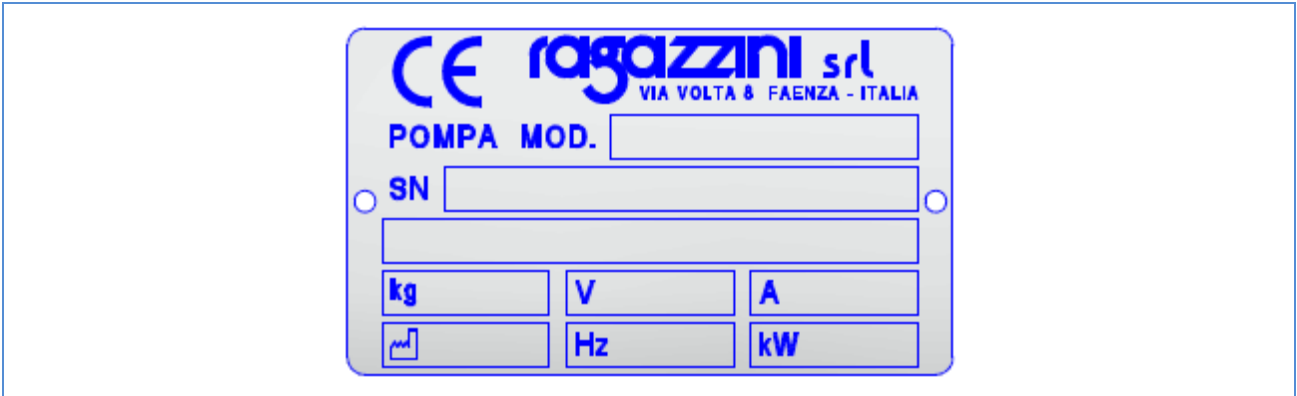 CE ragazzini srl
VIA VOLTA 8 FAENZA - ITALIA
POMPA MOD.
SN
kg V A
Hz kW